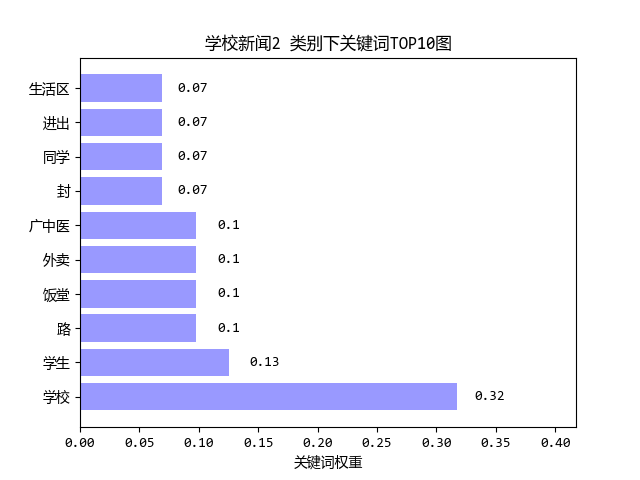 学校新闻2 类别下关键词TOP10图
生活区 0.07
进出 0.07
同学 0.07
封 0.07
广中医 0.1
外卖 0.1
饭堂 0.1
路 0.1
学生 0.13
学校 0.32
0.00 0.05 0.10 0.15 0.20 0.25 0.30 0.35 0.40
关键词权重